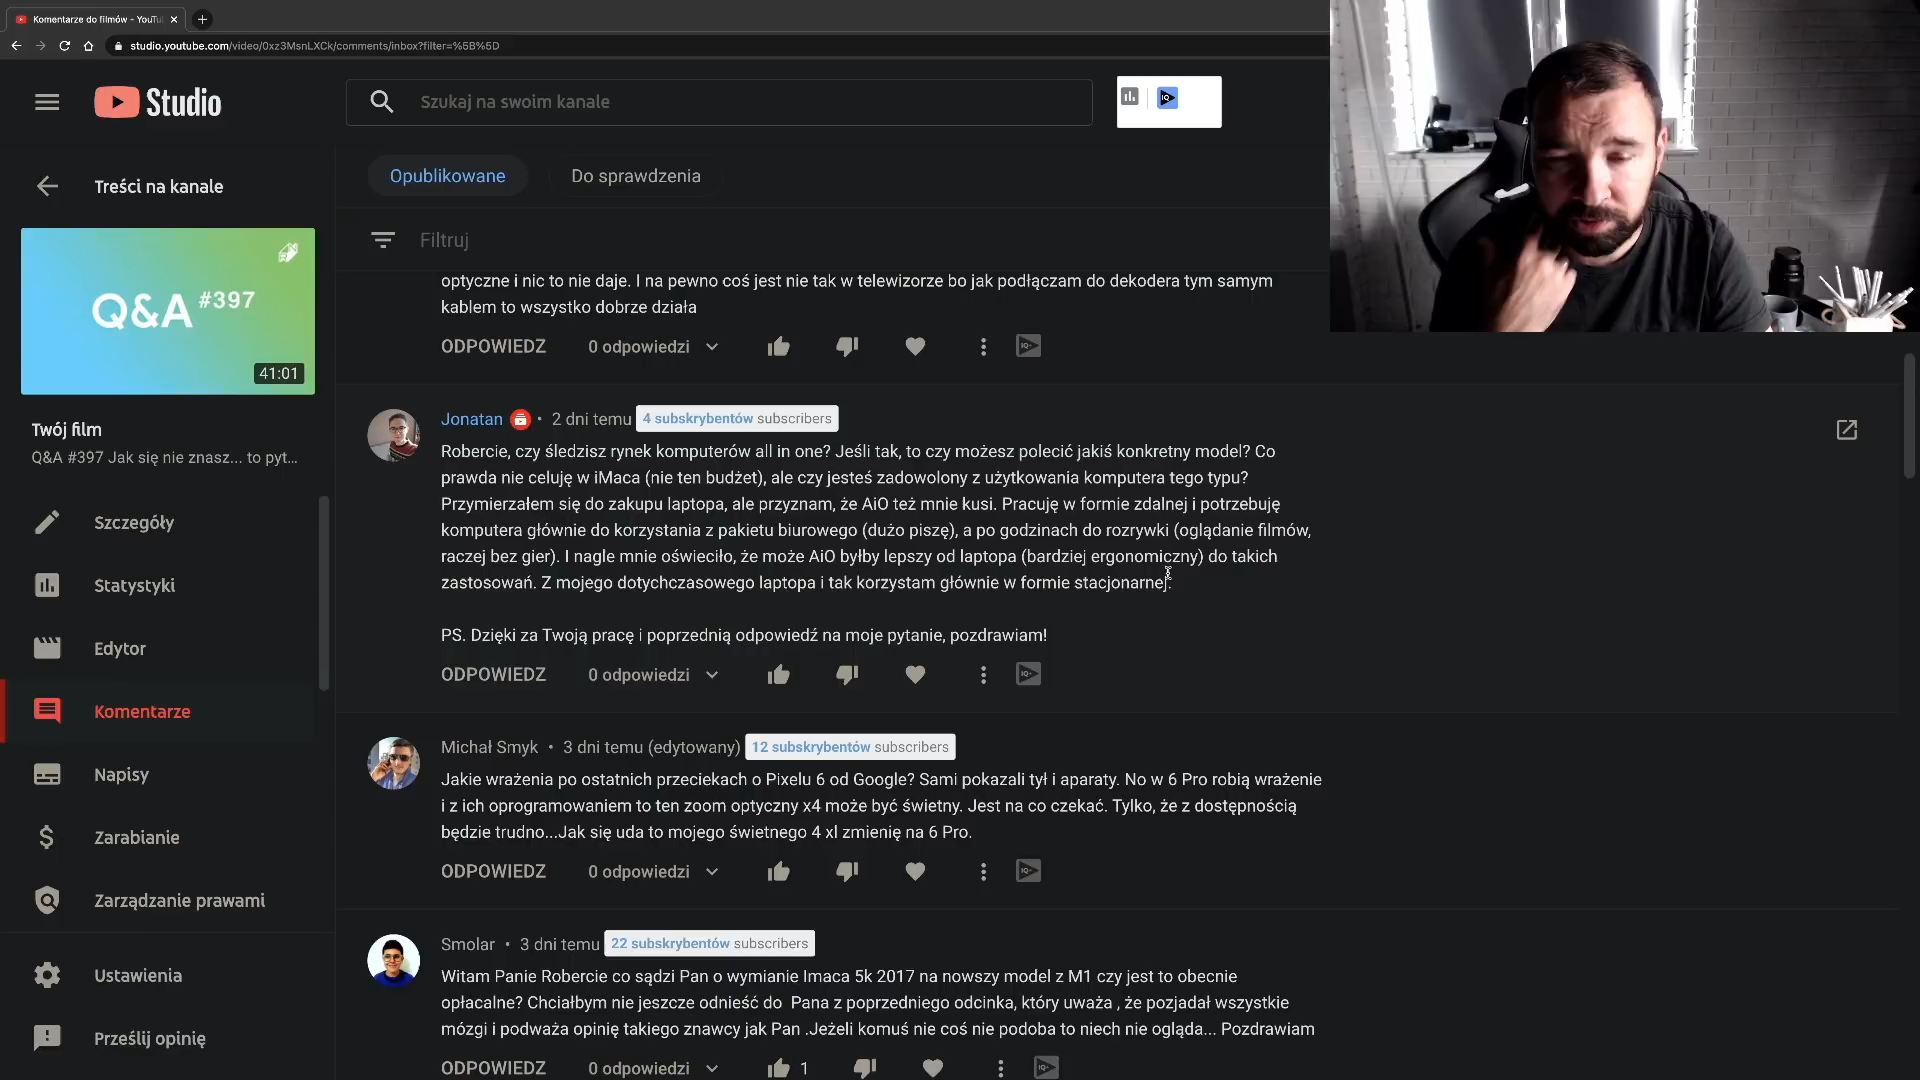 Komentarze do filmów - YouTu
studio.youtube.com/video/0xz3MsnLXCk/comments/inbox?filter=%5B%5D
Studio
Szukaj na swoim kanale
IQ
Treści na kanale
Opublikowane
Do sprawdzenia
Filtruj
Q&A #397
41:01
Twój film
Q&A #397 Jak się nie znasz... to pyt...
Szczegóły
Statystyki
Edytor
Komentarze
Napisy
Zarabianie
Zarządzanie prawami
Ustawienia
Prześlij opinię
optyczne i nic to nie daje. I na pewno coś jest nie tak w telewizorze bo jak podłączam do dekodera tym samym
kablem to wszystko dobrze działa
ODPOWIEDZ 0 odpowiedzi
Jonatan • 2 dni temu 4 subskrybentów subscribers
Robercie, czy śledzisz rynek komputerów all in one? Jeśli tak, to czy możesz polecić jakiś konkretny model? Co
prawda nie celuję w iMaca (nie ten budżet), ale czy jesteś zadowolony z użytkowania komputera tego typu?
Przymierzałem się do zakupu laptopa, ale przyznam, że AiO też mnie kusi. Pracuję w formie zdalnej i potrzebuję
komputera głównie do korzystania z pakietu biurowego (dużo piszę), a po godzinach do rozrywki (oglądanie filmów,
raczej bez gier). I nagle mnie oświeciło, że może AiO byłby lepszy od laptopa (bardziej ergonomiczny) do takich
zastosowań. Z mojego dotychczasowego laptopa i tak korzystam głównie w formie stacjonarnej.
PS. Dzięki za Twoją pracę i poprzednią odpowiedź na moje pytanie, pozdrawiam!
ODPOWIEDZ 0 odpowiedzi
Michał Smyk • 3 dni temu (edytowany) 12 subskrybentów subscribers
Jakie wrażenia po ostatnich przeciekach o Pixelu 6 od Google? Sami pokazali tył i aparaty. No w 6 Pro robią wrażenie
i z ich oprogramowaniem to ten zoom optyczny x4 może być świetny. Jest na co czekać. Tylko, że z dostępnością
będzie trudno...Jak się uda to mojego świetnego 4 xl zmienię na 6 Pro.
ODPOWIEDZ 0 odpowiedzi
Smolar • 3 dni temu 22 subskrybentów subscribers
Witam Panie Robercie co sądzi Pan o wymianie Imaca 5k 2017 na nowszy model z M1 czy jest to obecnie
opłacalne? Chciałbym nie jeszcze odnieść do Pana z poprzedniego odcinka, który uważa , że pozjadał wszystkie
mózgi i podważa opinię takiego znawcy jak Pan .Jeżeli komuś nie coś nie podoba to niech nie ogląda... Pozdrawiam
ODPOWIEDZ 0 odpowiedzi 1